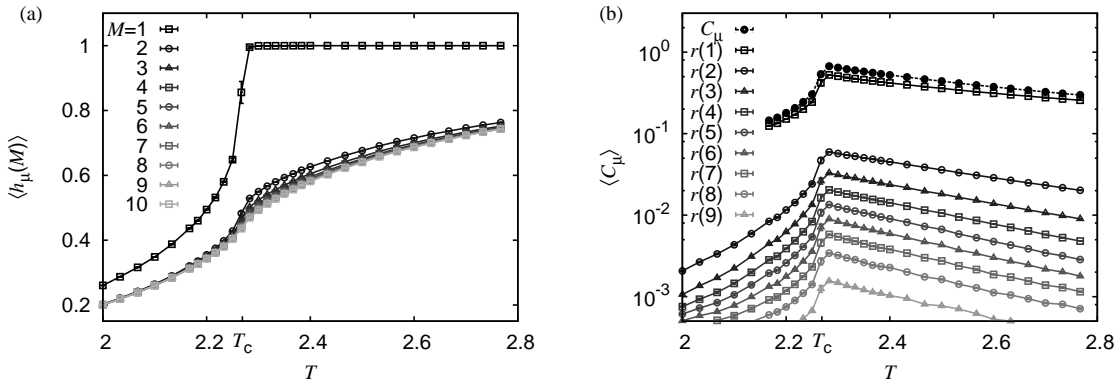 (a)
M=1
2
3
4
5
6
7
8
9
10
1
0.8
0.6
0.4
0.2
⟨hμ(M)⟩
2
2.2
Tc
2.4
2.6
2.8
T
(b)
Cμ
r(1)
r(2)
r(3)
r(4)
r(5)
r(6)
r(7)
r(8)
r(9)
10^0
10^-1
10^-2
10^-3
⟨Cμ⟩
2
2.2
Tc
2.4
2.6
2.8
T